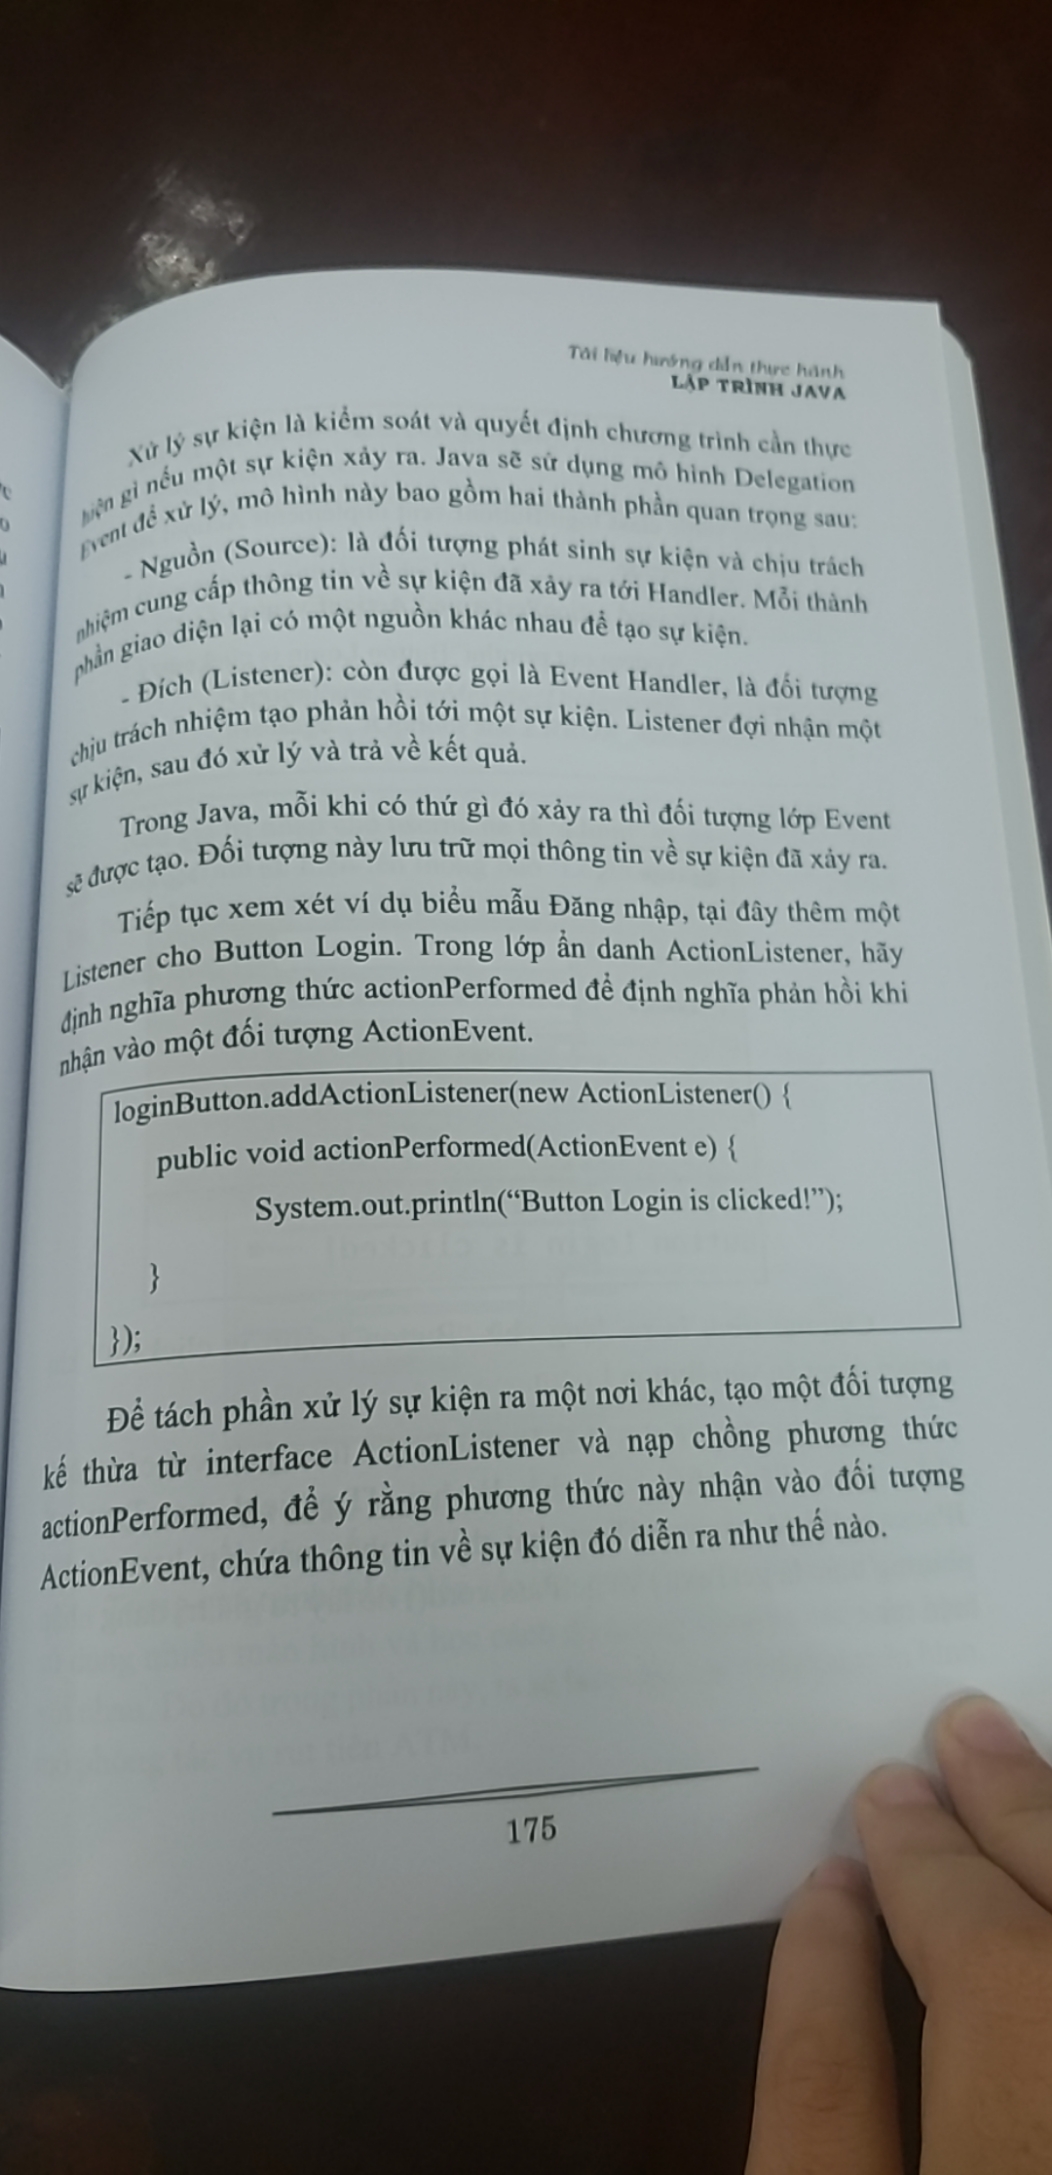 Tài liệu hướng dẫn thực hành
LẬP TRÌNH JAVA
Xử lý sự kiện là kiểm soát và quyết định chương trình cần thực
hiện gì nếu một sự kiện xảy ra. Java sẽ sử dụng mô hình Delegation
Event để xử lý, mô hình này bao gồm hai thành phần quan trọng sau:
- Nguồn (Source): là đối tượng phát sinh sự kiện và chịu trách
nhiệm cung cấp thông tin về sự kiện đã xảy ra tới Handler. Mỗi thành
phần giao diện lại có một nguồn khác nhau để tạo sự kiện.
- Đích (Listener): còn được gọi là Event Handler, là đối tượng
chịu trách nhiệm tạo phản hồi tới một sự kiện. Listener đợi nhận một
sự kiện, sau đó xử lý và trả về kết quả.
Trong Java, mỗi khi có thứ gì đó xảy ra thì đối tượng lớp Event
sẽ được tạo. Đối tượng này lưu trữ mọi thông tin về sự kiện đã xảy ra.
Tiếp tục xem xét ví dụ biểu mẫu Đăng nhập, tại đây thêm một
Listener cho Button Login. Trong lớp ẩn danh ActionListener, hãy
định nghĩa phương thức actionPerformed để định nghĩa phản hồi khi
nhận vào một đối tượng ActionEvent.
loginButton.addActionListener(new ActionListener() {
public void actionPerformed(ActionEvent e) {
System.out.println(“Button Login is clicked!”);
}
});
Để tách phần xử lý sự kiện ra một nơi khác, tạo một đối tượng
kế thừa từ interface ActionListener và nạp chồng phương thức
actionPerformed, để ý rằng phương thức này nhận vào đối tượng
ActionEvent, chứa thông tin về sự kiện đó diễn ra như thế nào.
175